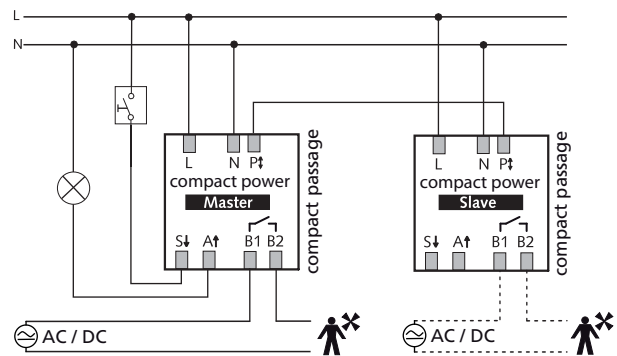 L
N
L N P↕
compact power
Master
S↓ A↑ B1 B2
compact passage
L N P↕
compact power
Slave
S↓ A↑ B1 B2
compact passage
AC / DC
AC / DC